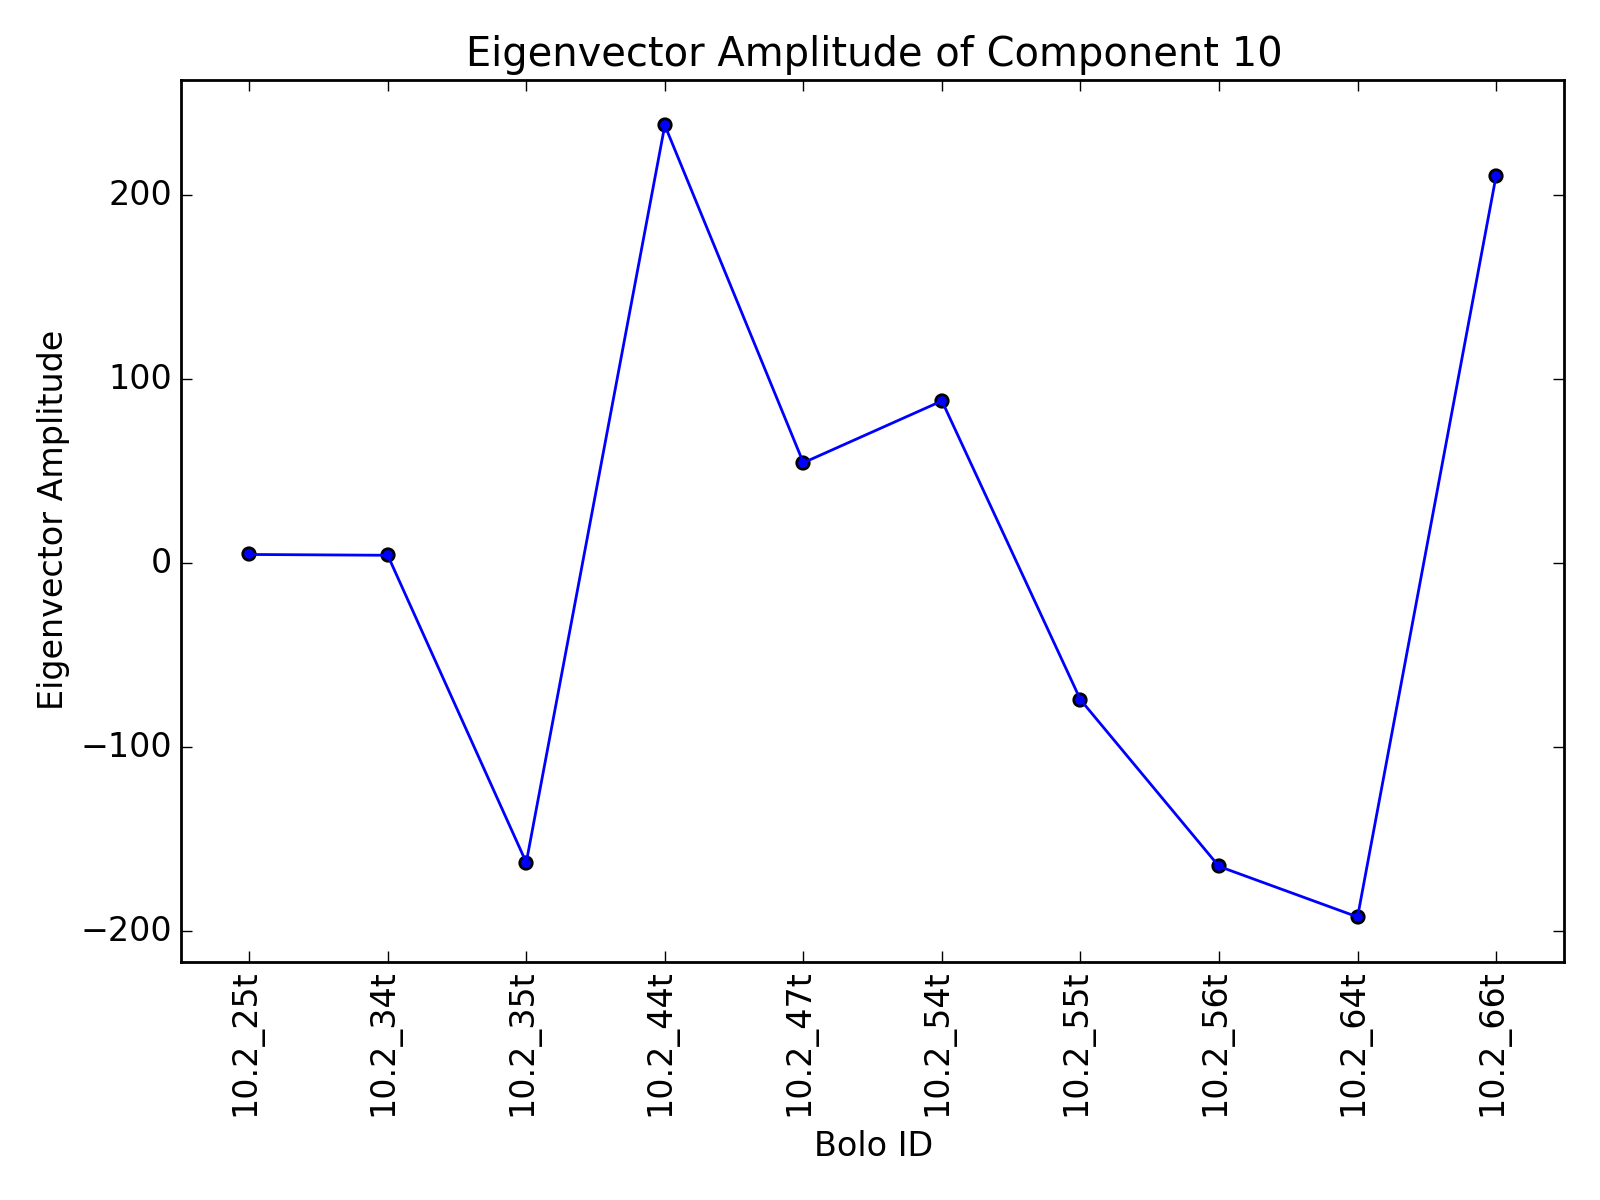 Eigenvector Amplitude of Component 10
Eigenvector Amplitude
200
100
0
−100
−200
10.2_25t
10.2_34t
10.2_35t
10.2_44t
10.2_47t
10.2_54t
10.2_55t
10.2_56t
10.2_64t
10.2_66t
Bolo ID